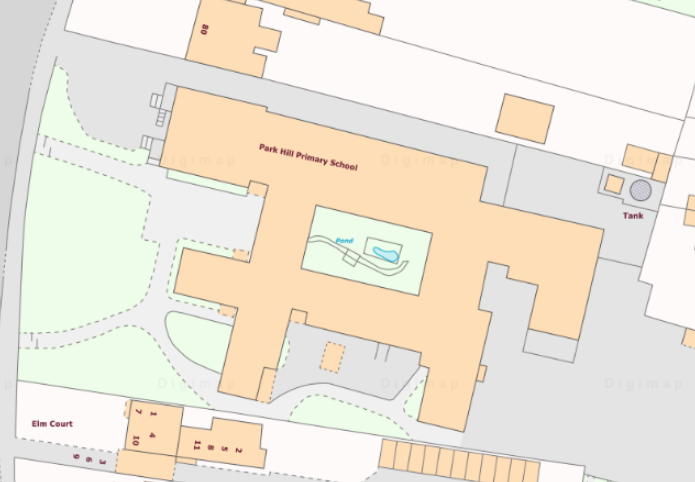 80
Park Hill Primary School
Digimap
Digimap
Digimap
Pond
Tank
Digimap
Digimap
Digimap
Elm Court
1
7
4
10
2
5
8
11
3
6
9